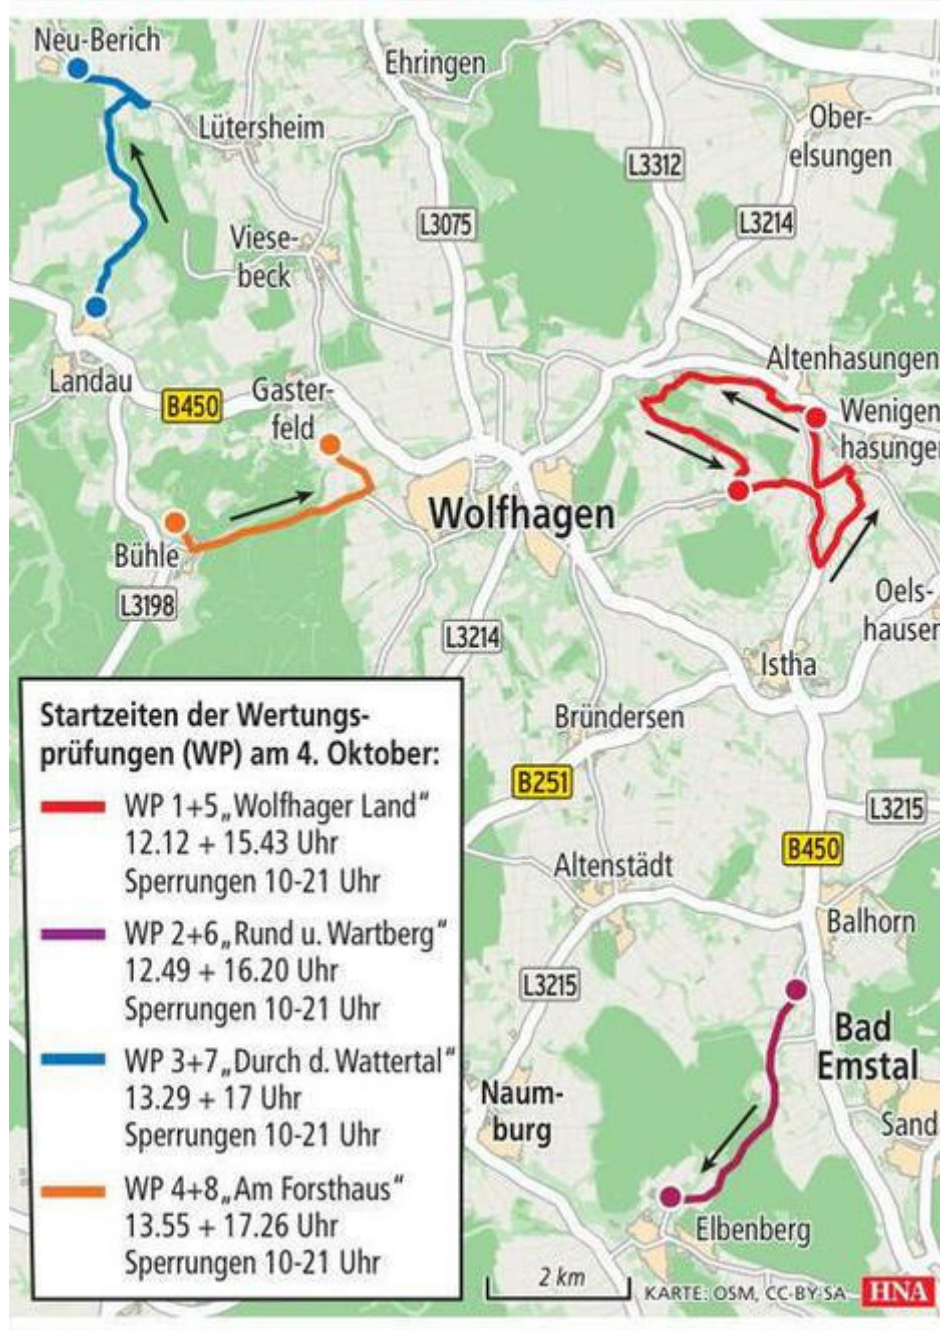 Neu-Berich
Ehringen
Lütersheim
Ober-
elsungen
L3312
L3075
L3214
Viese-
beck
Landau
B450
Gaster-
feld
Altenhasungen
Wenigen-
hasungen
Wolfhagen
Bühle
L3198
L3214
Oels-
hausen
Istha
Bründersen
B251
L3215
B450
Altenstädt
Balhorn
L3215
Bad
Emstal
Naum-
burg
Sand
Elbenberg
Startzeiten der Wertungs-
prüfungen (WP) am 4. Oktober:
WP 1+5 „Wolfhager Land“
12.12 + 15.43 Uhr
Sperrungen 10-21 Uhr
WP 2+6 „Rund u. Wartberg“
12.49 + 16.20 Uhr
Sperrungen 10-21 Uhr
WP 3+7 „Durch d. Wattertal“
13.29 + 17 Uhr
Sperrungen 10-21 Uhr
WP 4+8 „Am Forsthaus“
13.55 + 17.26 Uhr
Sperrungen 10-21 Uhr
2 km
KARTE: OSM, CC-BY-SA HNA